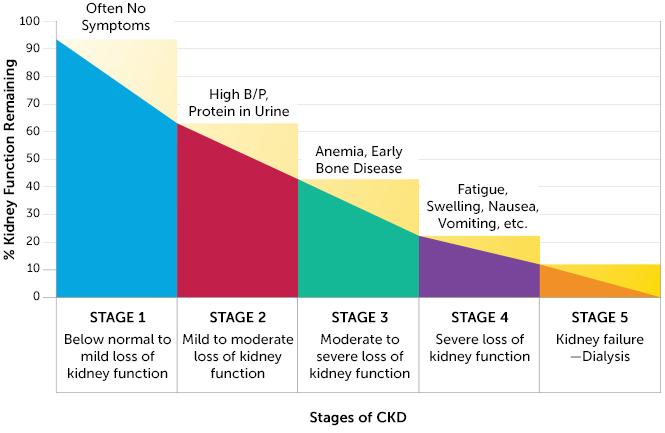 % Kidney Function Remaining
100
90
80
70
60
50
40
30
20
10
0
Often No
Symptoms
High B/P,
Protein in Urine
Anemia, Early
Bone Disease
Fatigue,
Swelling, Nausea,
Vomiting, etc.
STAGE 1
Below normal to
mild loss of
kidney function
STAGE 2
Mild to moderate
loss of kidney
function
STAGE 3
Moderate to
severe loss of
kidney function
STAGE 4
Severe loss of
kidney function
STAGE 5
Kidney failure
—Dialysis
Stages of CKD